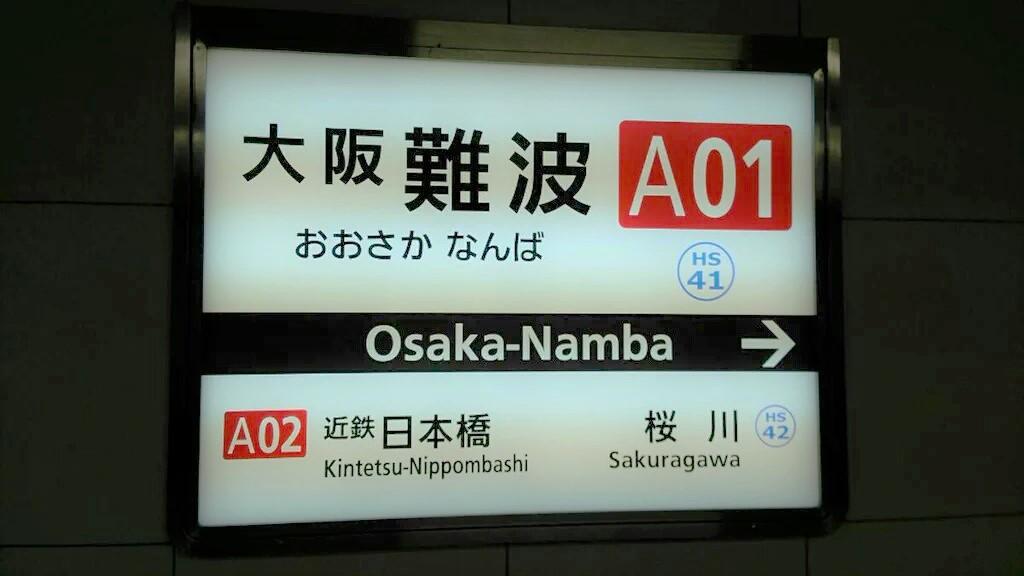 大阪難波 A01
おおさか なんば
HS
41
Osaka-Namba →
A02 近鉄日本橋 桜川 HS
42
Kintetsu-Nippombashi Sakuragawa